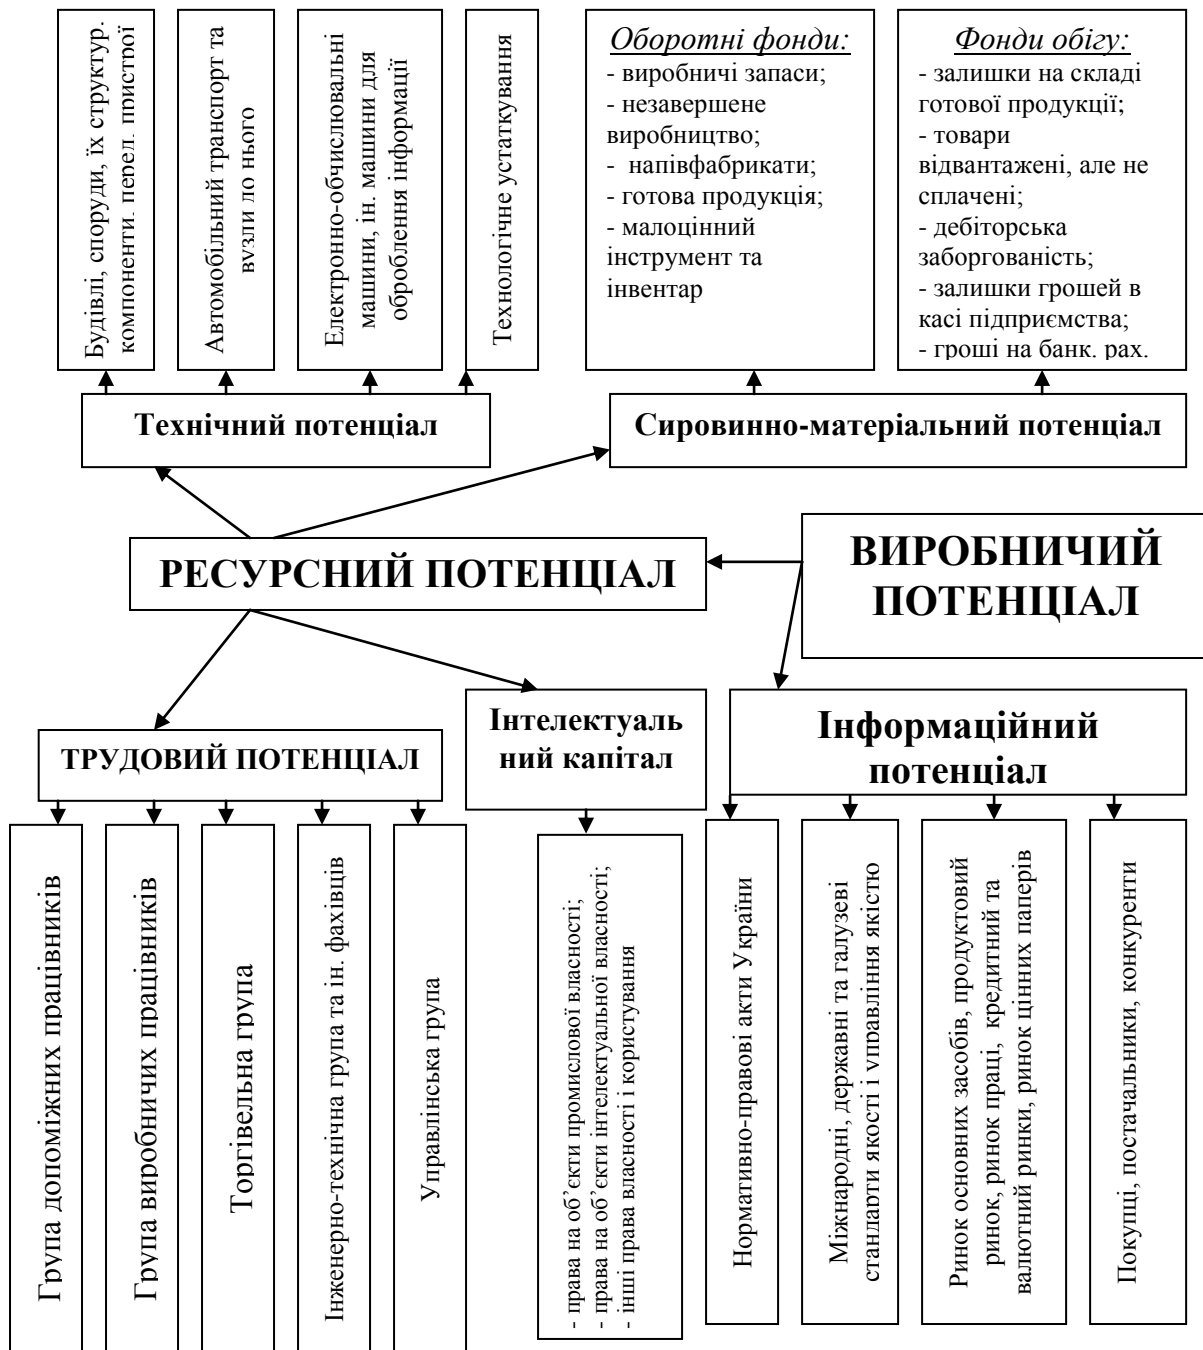 Будівлі, споруди, їх структур.
компоненти, перед. пристрої
Автомобільний транспорт та
вузли до нього
Електронно-обчислювальні
машини, ін. машини для
оброблення інформації
Технологічне устаткування
Оборотні фонди:
- виробничі запаси;
- незавершене
виробництво;
- напівфабрикати;
- готова продукція;
- малоцінний
інструмент та
інвентар
Фонди обігу:
- залишки на складі
готової продукції;
- товари
відвантажені, але не
сплачені;
- дебіторська
заборгованість;
- залишки грошей в
касі підприємства;
- гроші на банк. рах.
Технічний потенціал
Сировинно-матеріальний потенціал
РЕСУРСНИЙ ПОТЕНЦІАЛ
ВИРОБНИЧИЙ
ПОТЕНЦІАЛ
ТРУДОВИЙ ПОТЕНЦІАЛ
Інтелектуаль
ний капітал
Інформаційний
потенціал
Група допоміжних працівників
Група виробничих працівників
Торгівельна група
Інженерно-технічна група та ін. фахівців
Управлінська група
- права на об’єкти промислової власності;
- права на об’єкти інтелектуальної власності;
- інші права власності і користування
Нормативно-правові акти України
Міжнародні, державні та галузеві
стандарти якості і управління якістю
Ринок основних засобів, продуктовий
ринок, ринок праці, кредитний та
валютний ринки, ринок цінних паперів
Покупці, постачальники, конкуренти